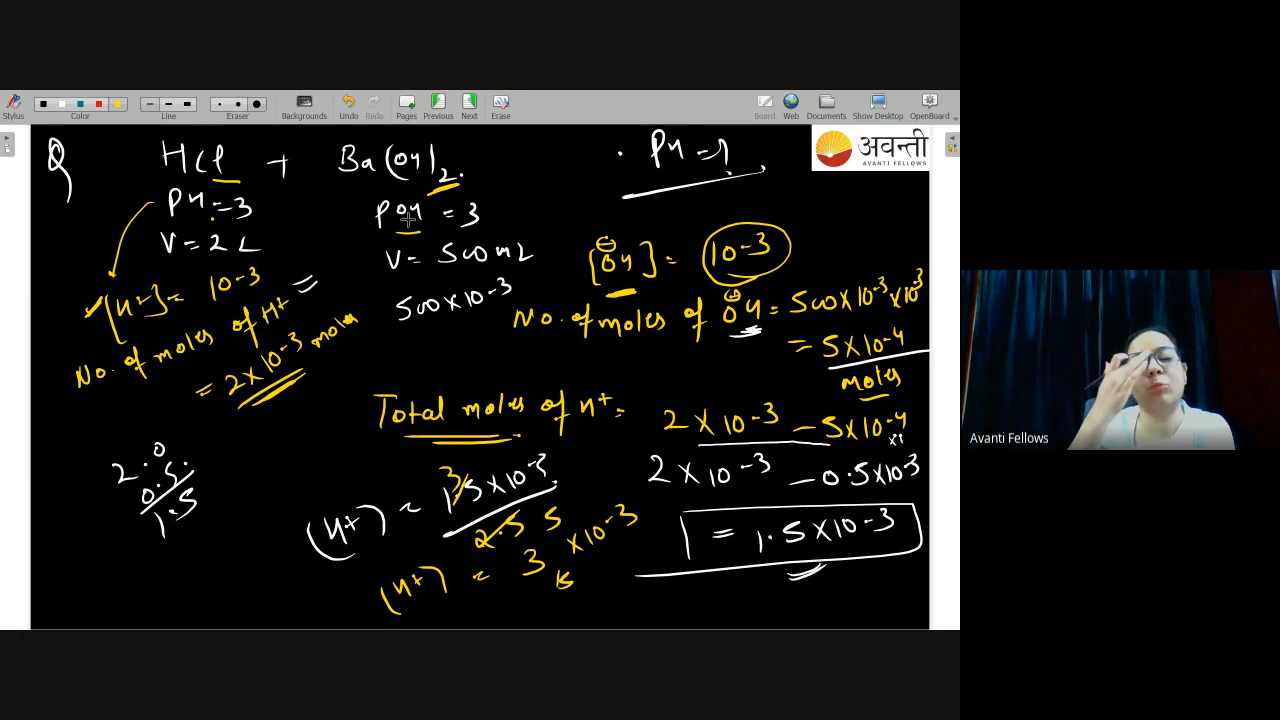 Stylus
Color
Line
Eraser
Backgrounds
Undo
Redo
Pages
Previous
Next
Erase
Board
Web
Documents
Show Desktop
OpenBoard
अवन्ती
AVANTI FELLOWS
Q HCl + Ba(OH)2. . PH = ?
PH = 3
V = 2 L
[H+] = 10-3
No. of moles of H+ =
= 2 × 10-3 moles
POH = 3
V = 500 mL
500 × 10-3
[OH⊖] = 10-3
No. of moles of OH⊖ = 500 × 10-3 × 10-3
= 5 × 10-4
moles
Total moles of H+ = 2 × 10-3 − 5 × 10-4
2 × 10-3 − 0.5 × 10-3
= 1.5 × 10-3
2.0
0.5
1.5
(H+) = 1.5 × 10-3
2.5
3
5
(H+) = 3 × 10-3
5
Avanti Fellows